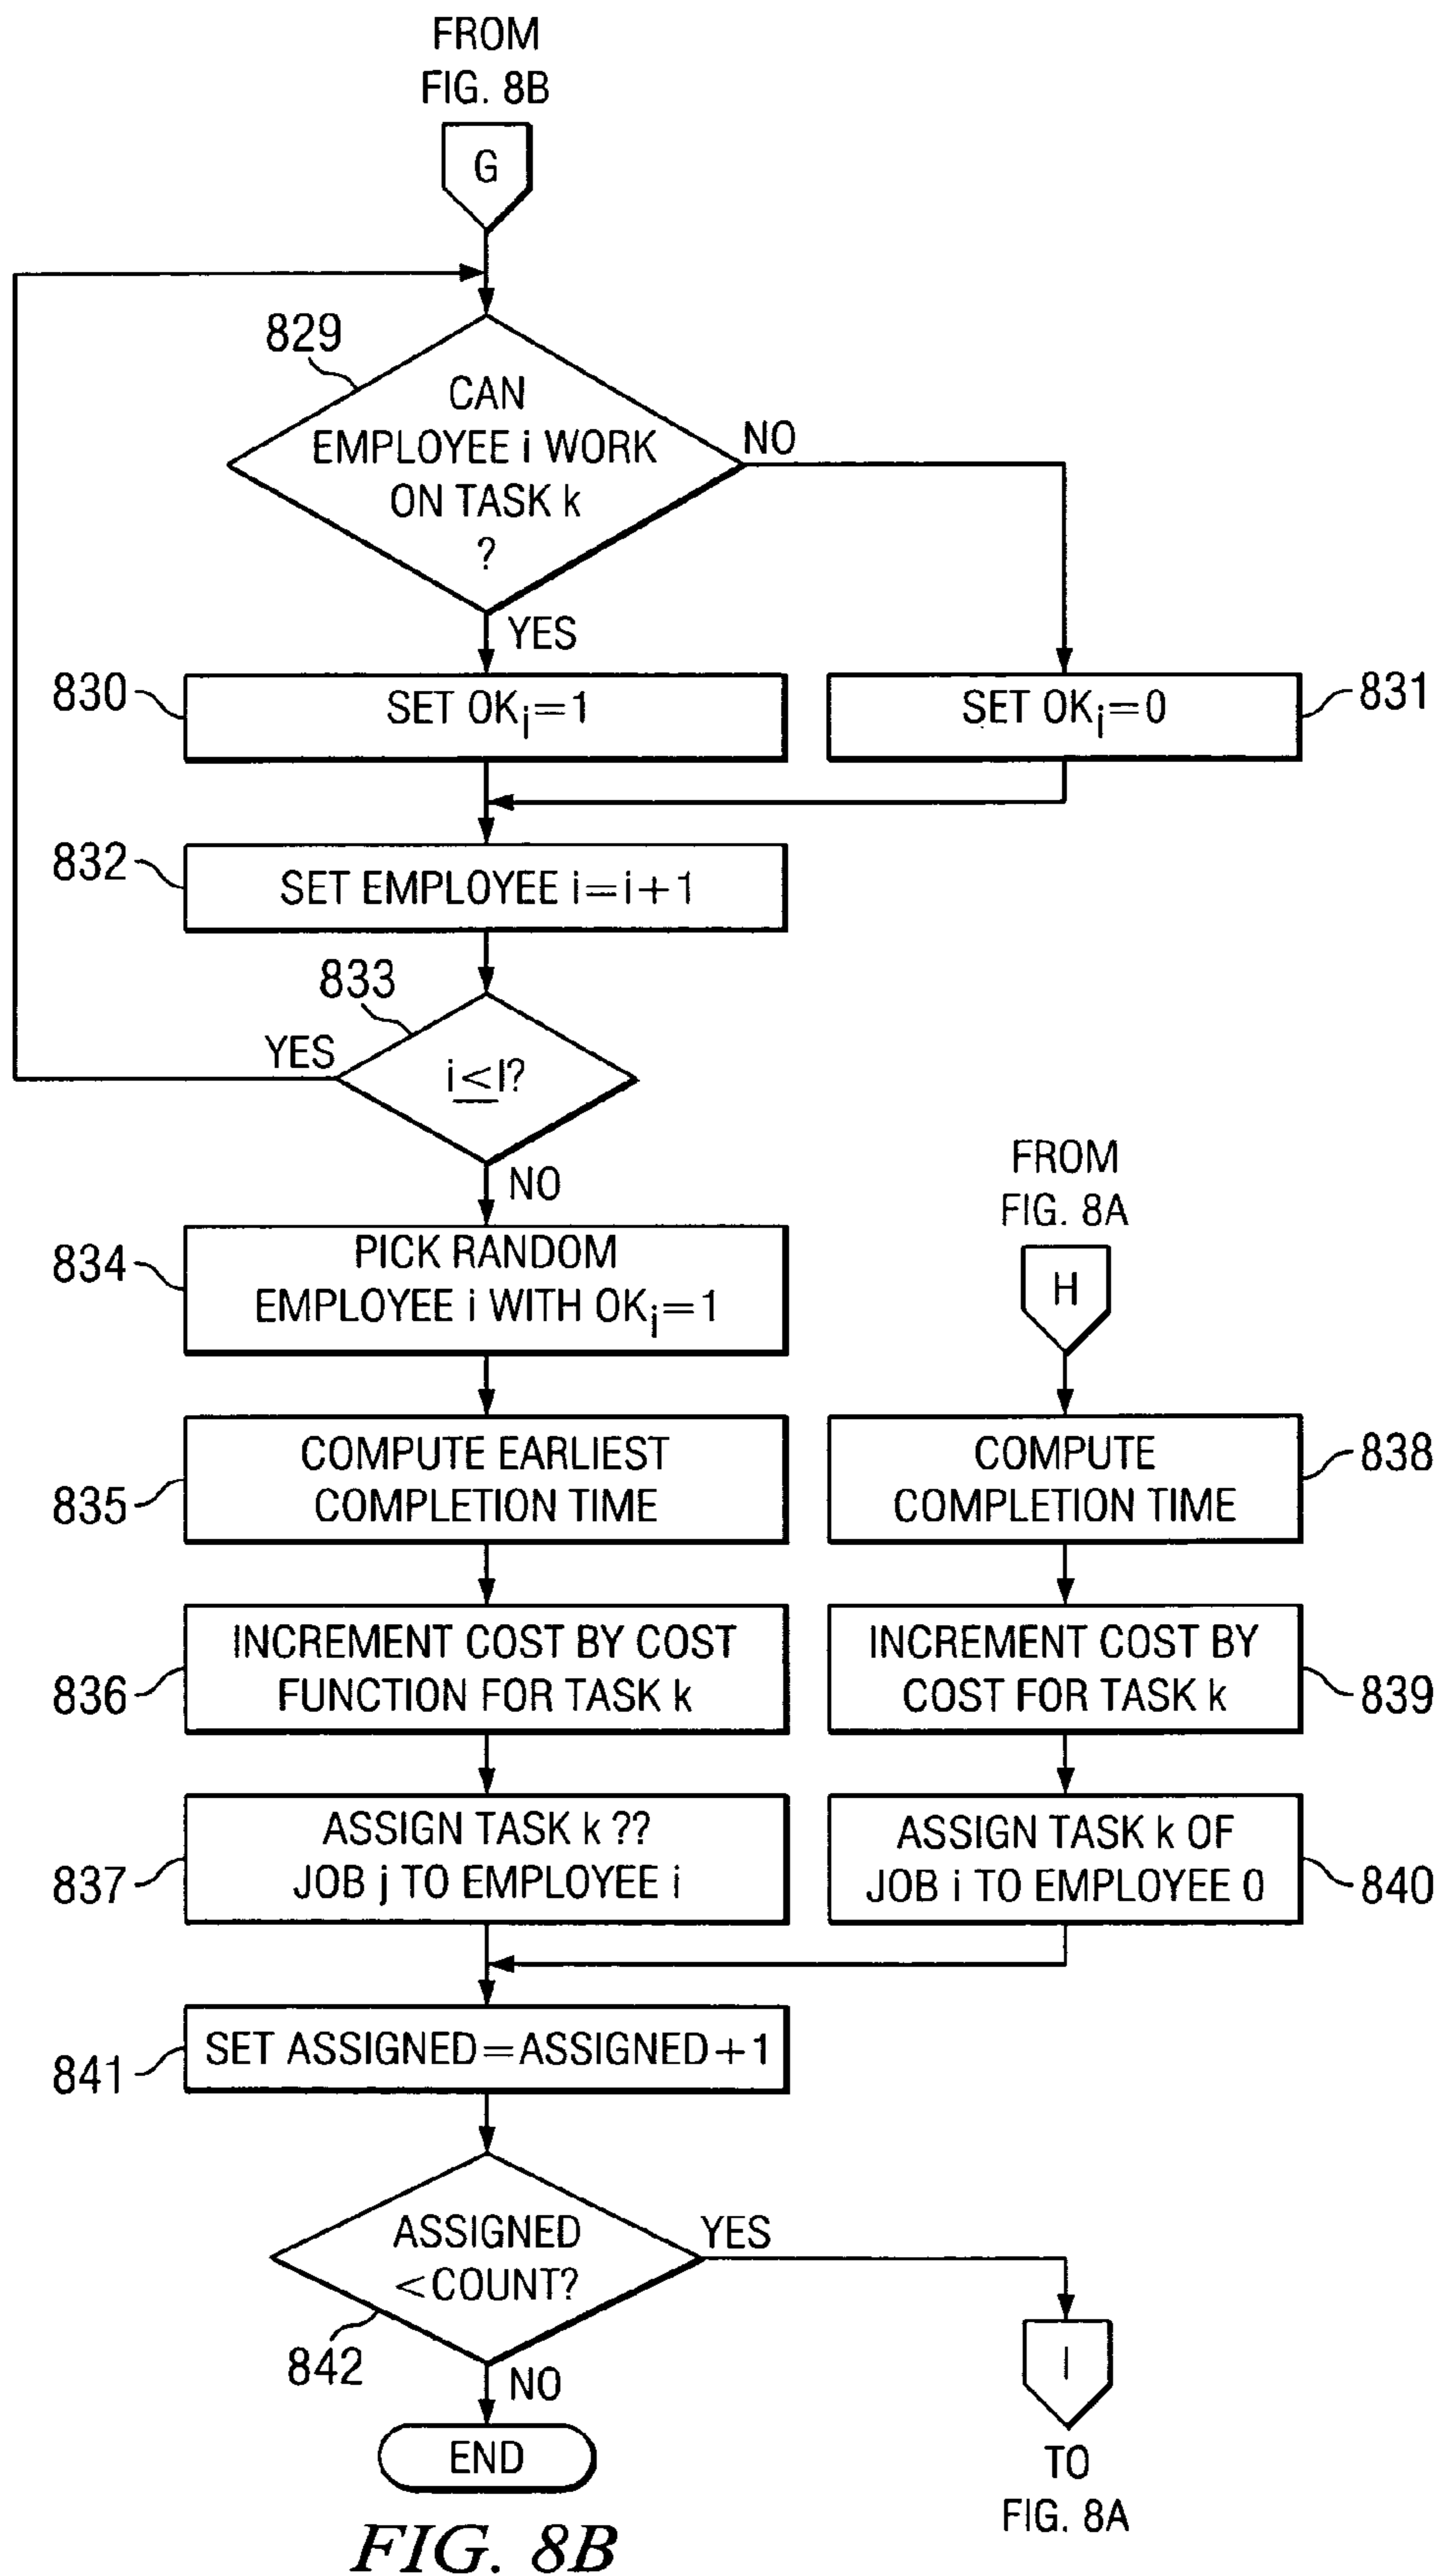 FROM
FIG. 8B
G
829
CAN
EMPLOYEE i WORK
ON TASK k
?
NO
YES
830
SET OKi=1
SET OKi=0
831
832
SET EMPLOYEE i=i+1
833
YES
i≤I?
NO
834
PICK RANDOM
EMPLOYEE i WITH OKi=1
FROM
FIG. 8A
H
835
COMPUTE EARLIEST
COMPLETION TIME
COMPUTE
COMPLETION TIME
838
836
INCREMENT COST BY COST
FUNCTION FOR TASK k
INCREMENT COST BY
COST FOR TASK k
839
837
ASSIGN TASK k ??
JOB j TO EMPLOYEE i
ASSIGN TASK k OF
JOB i TO EMPLOYEE 0
840
841
SET ASSIGNED=ASSIGNED+1
ASSIGNED
<COUNT?
YES
842
NO
END
I
TO
FIG. 8A
FIG. 8B